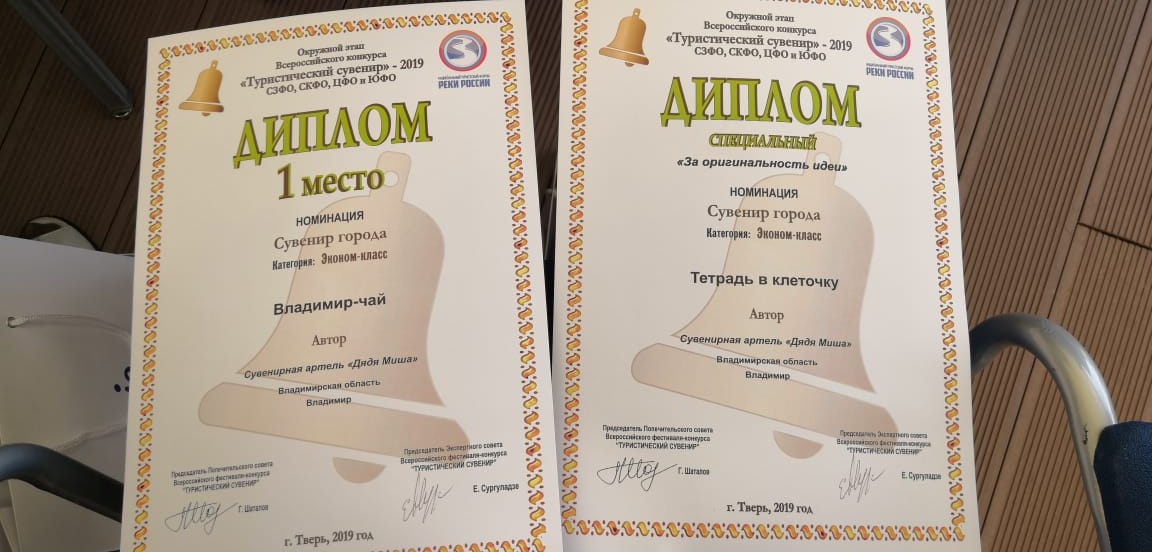 Окружной этап
Всероссийского конкурса
«Туристический сувенир» - 2019
СЗФО, СКФО, ЦФО и ЮФО
РЕКИ РОССИИ
ДИПЛОМ
1 место
НОМИНАЦИЯ
Сувенир города
Категория: Эконом-класс
Владимир-чай
Автор
Сувенирная артель «Дядя Миша»
Владимирская область
Владимир
Председатель Попечительского совета
Всероссийского фестиваля-конкурса
"ТУРИСТИЧЕСКИЙ СУВЕНИР"
Г. Шаталов
Председатель Экспертного совета
Всероссийского фестиваля-конкурса
"ТУРИСТИЧЕСКИЙ СУВЕНИР"
Е. Сургуладзе
г. Тверь, 2019 год
Окружной этап
Всероссийского конкурса
«Туристический сувенир» - 2019
СЗФО, СКФО, ЦФО и ЮФО
РЕКИ РОССИИ
ДИПЛОМ
СПЕЦИАЛЬНЫЙ
«За оригинальность идеи»
НОМИНАЦИЯ
Сувенир города
Категория: Эконом-класс
Тетрадь в клеточку
Автор
Сувенирная артель «Дядя Миша»
Владимирская область
Владимир
Председатель Попечительского совета
Всероссийского фестиваля-конкурса
"ТУРИСТИЧЕСКИЙ СУВЕНИР"
Г. Шаталов
Председатель Экспертного совета
Всероссийского фестиваля-конкурса
"ТУРИСТИЧЕСКИЙ СУВЕНИР"
Е. Сургуладзе
г. Тверь, 2019 год